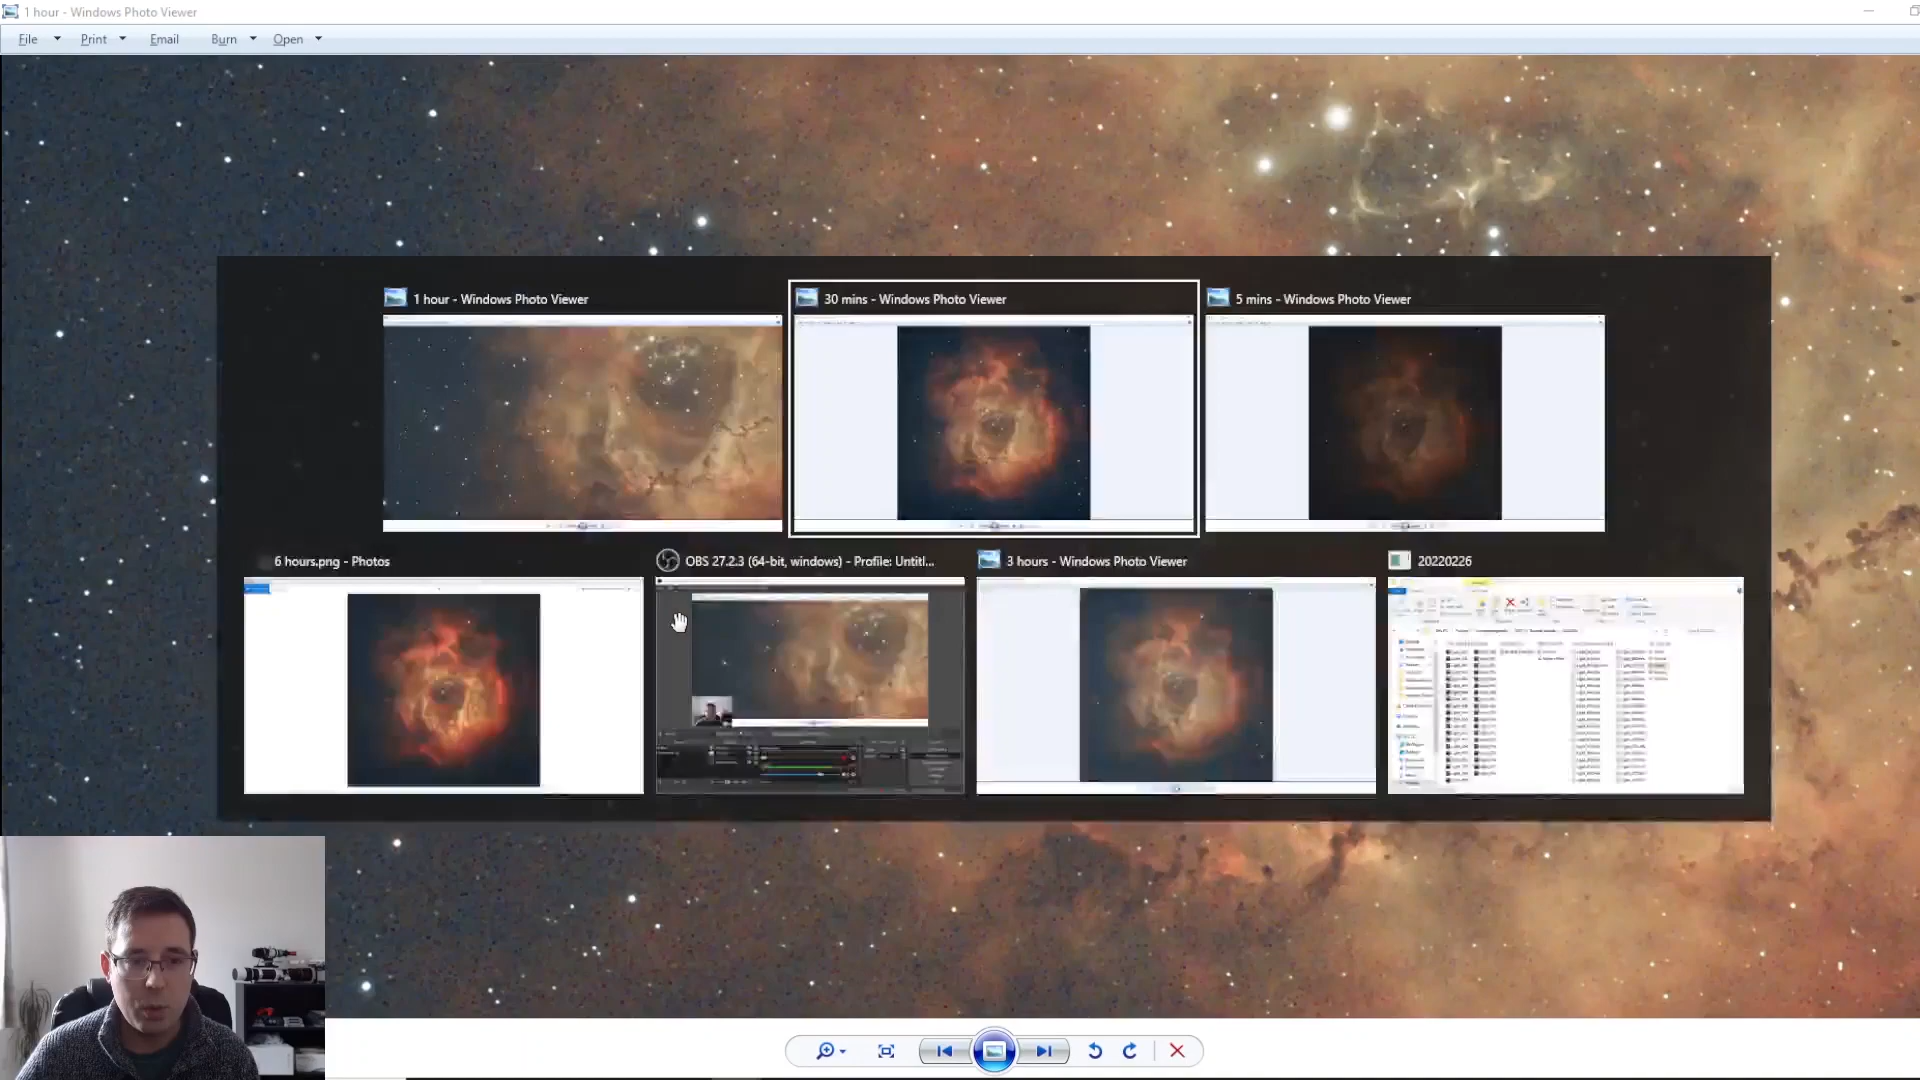 1 hour - Windows Photo Viewer
File Print Email Burn Open
1 hour - Windows Photo Viewer
30 mins - Windows Photo Viewer
5 mins - Windows Photo Viewer
6 hours.png - Photos
OBS 27.2.3 (64-bit, windows) - Profile: Untitl...
3 hours - Windows Photo Viewer
20220226